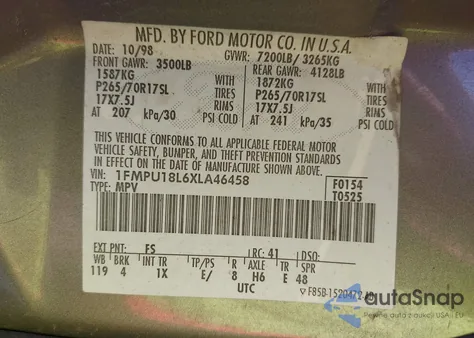 MFD. BY FORD MOTOR CO. IN U.S.A.
DATE: 10/98 GVWR: 7200LB/ 3265KG
FRONT GAWR: 3500LB REAR GAWR: 4128LB
1587KG WITH 1872KG WITH
P265/70R17SL TIRES P265/70R17SL TIRES
17X7.5J RIMS 17X7.5J RIMS
AT 207 kPa/30 PSI COLD AT 241 kPa/35 PSI COLD
THIS VEHICLE CONFORMS TO ALL APPLICABLE FEDERAL MOTOR
VEHICLE SAFETY, BUMPER, AND THEFT PREVENTION STANDARDS
IN EFFECT ON THE DATE OF MANUFACTURE SHOWN ABOVE.
VIN: 1FMPU18L6XLA46458 F0154
TYPE: MPV T0525
EXT PNT: FS RC: 41 DSO:
WB BRK INT TR TP/PS R AXLE TR SPR
119 4 1X E/ 8 H6 E 48
UTC
autoSnap
Pewne auta z aukcji USA i EU